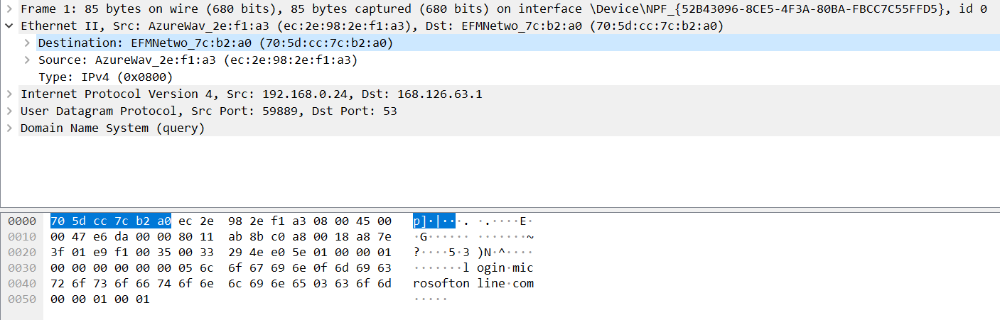 Frame 1: 85 bytes on wire (680 bits), 85 bytes captured (680 bits) on interface \Device\NPF_{52B43096-8CE5-4F3A-80BA-FBCC7C55FFD5}, id 0
Ethernet II, Src: AzureWav_2e:f1:a3 (ec:2e:98:2e:f1:a3), Dst: EFMNetwo_7c:b2:a0 (70:5d:cc:7c:b2:a0)
Destination: EFMNetwo_7c:b2:a0 (70:5d:cc:7c:b2:a0)
Source: AzureWav_2e:f1:a3 (ec:2e:98:2e:f1:a3)
Type: IPv4 (0x0800)
Internet Protocol Version 4, Src: 192.168.0.24, Dst: 168.126.63.1
User Datagram Protocol, Src Port: 59889, Dst Port: 53
Domain Name System (query)
0000 70 5d cc 7c b2 a0 ec 2e 98 2e f1 a3 08 00 45 00 p]·|··. .····E·
0010 00 47 e6 da 00 00 80 11 ab 8b c0 a8 00 18 a8 7e ·G······ ·······~
0020 3f 01 e9 f1 00 35 00 33 29 4e e0 5e 01 00 00 01 ?····5·3 )N·^····
0030 00 00 00 00 00 00 05 6c 6f 67 69 6e 0f 6d 69 63 ·······l ogin·mic
0040 72 6f 73 6f 66 74 6f 6e 6c 69 6e 65 03 63 6f 6d rosofton line·com
0050 00 00 01 00 01 ·····